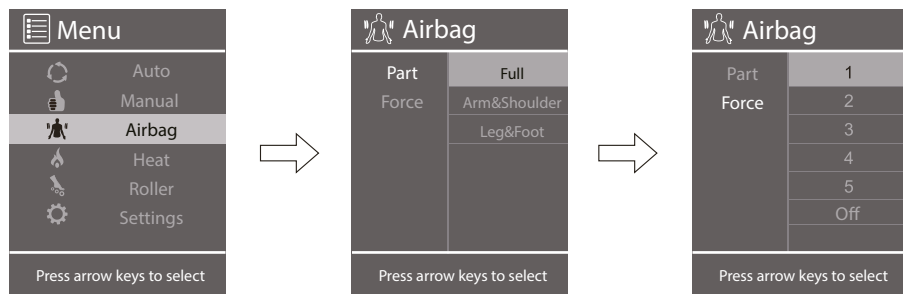 Menu
Auto
Manual
Airbag
Heat
Roller
Settings
Press arrow keys to select
Airbag
Part Full
Force Arm&Shoulder
Leg&Foot
Press arrow keys to select
Airbag
Part 1
Force 2
3
4
5
Off
Press arrow keys to select